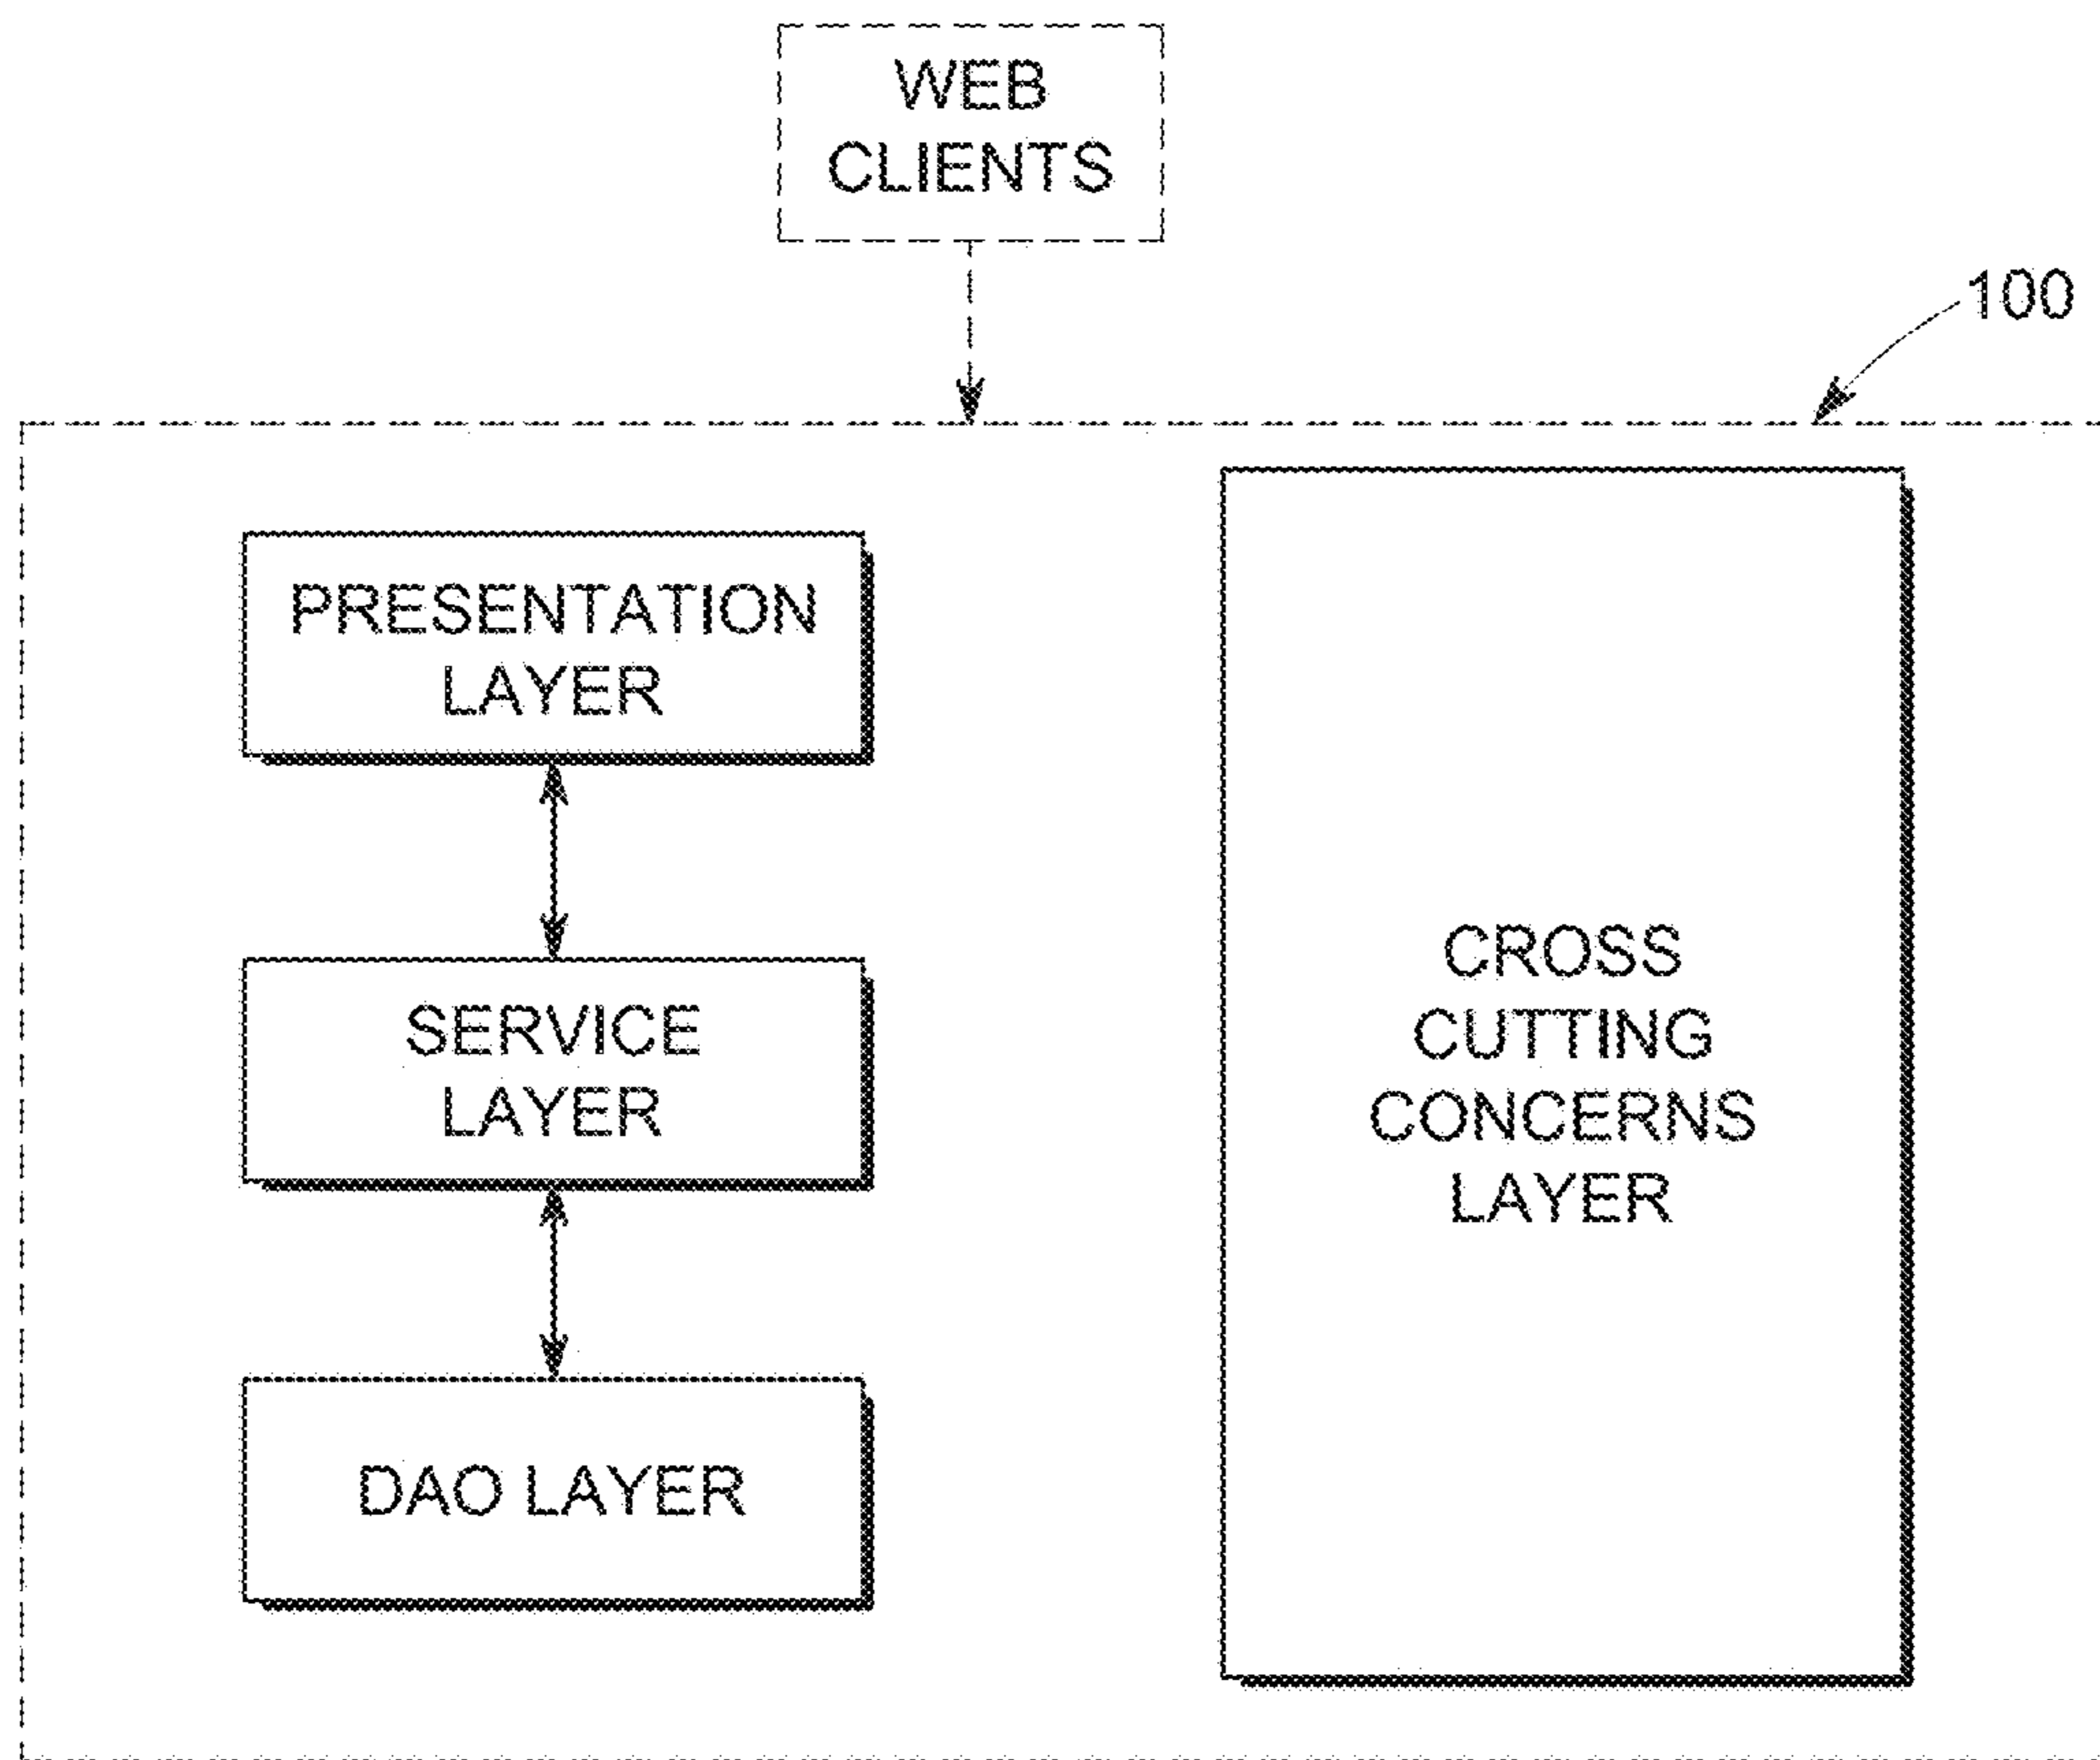 WEB
CLIENTS
100
PRESENTATION
LAYER
SERVICE
LAYER
DAO LAYER
CROSS
CUTTING
CONCERNS
LAYER